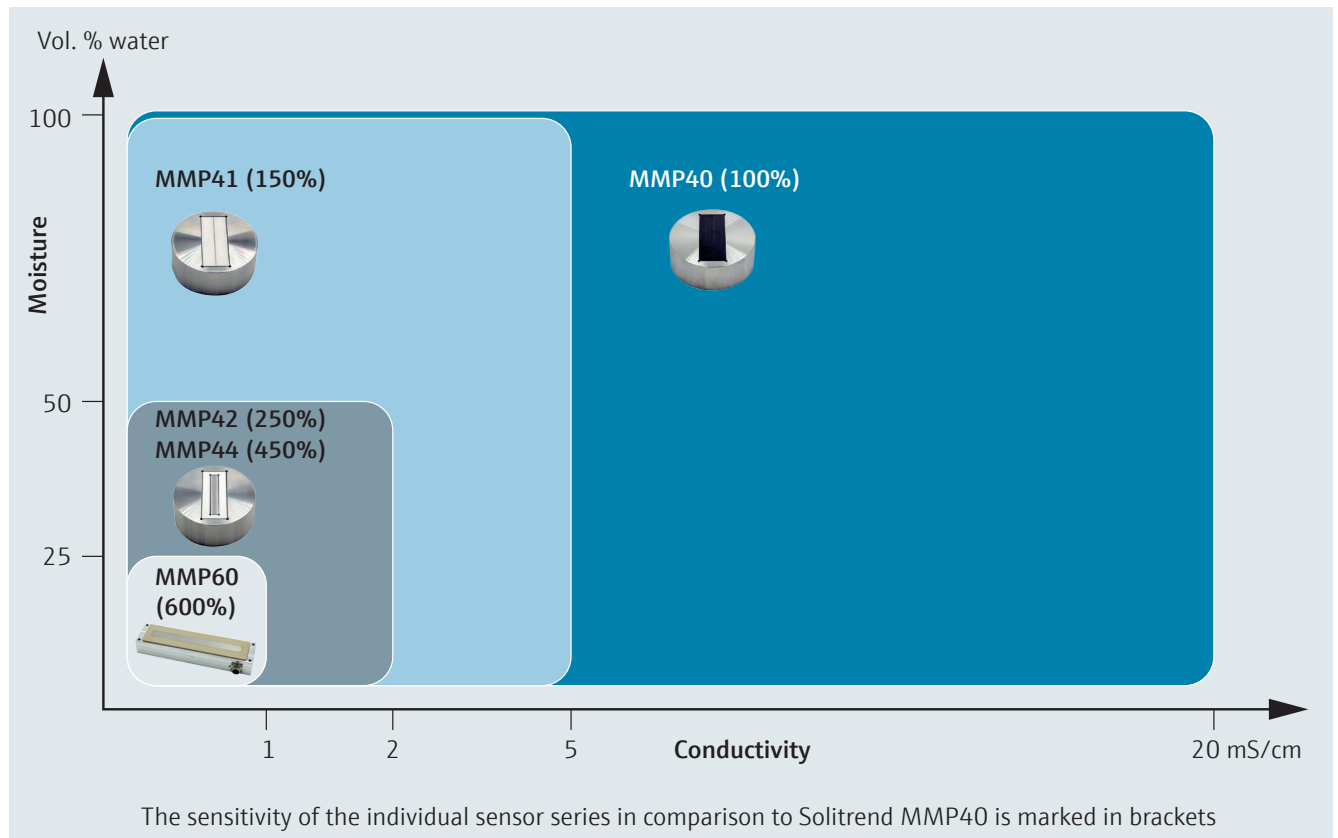 Vol. % water
100
MMP41 (150%)
MMP40 (100%)
Moisture
50
MMP42 (250%)
MMP44 (450%)
25
MMP60
(600%)
1
2
5
Conductivity
20 mS/cm
The sensitivity of the individual sensor series in comparison to Solitrend MMP40 is marked in brackets